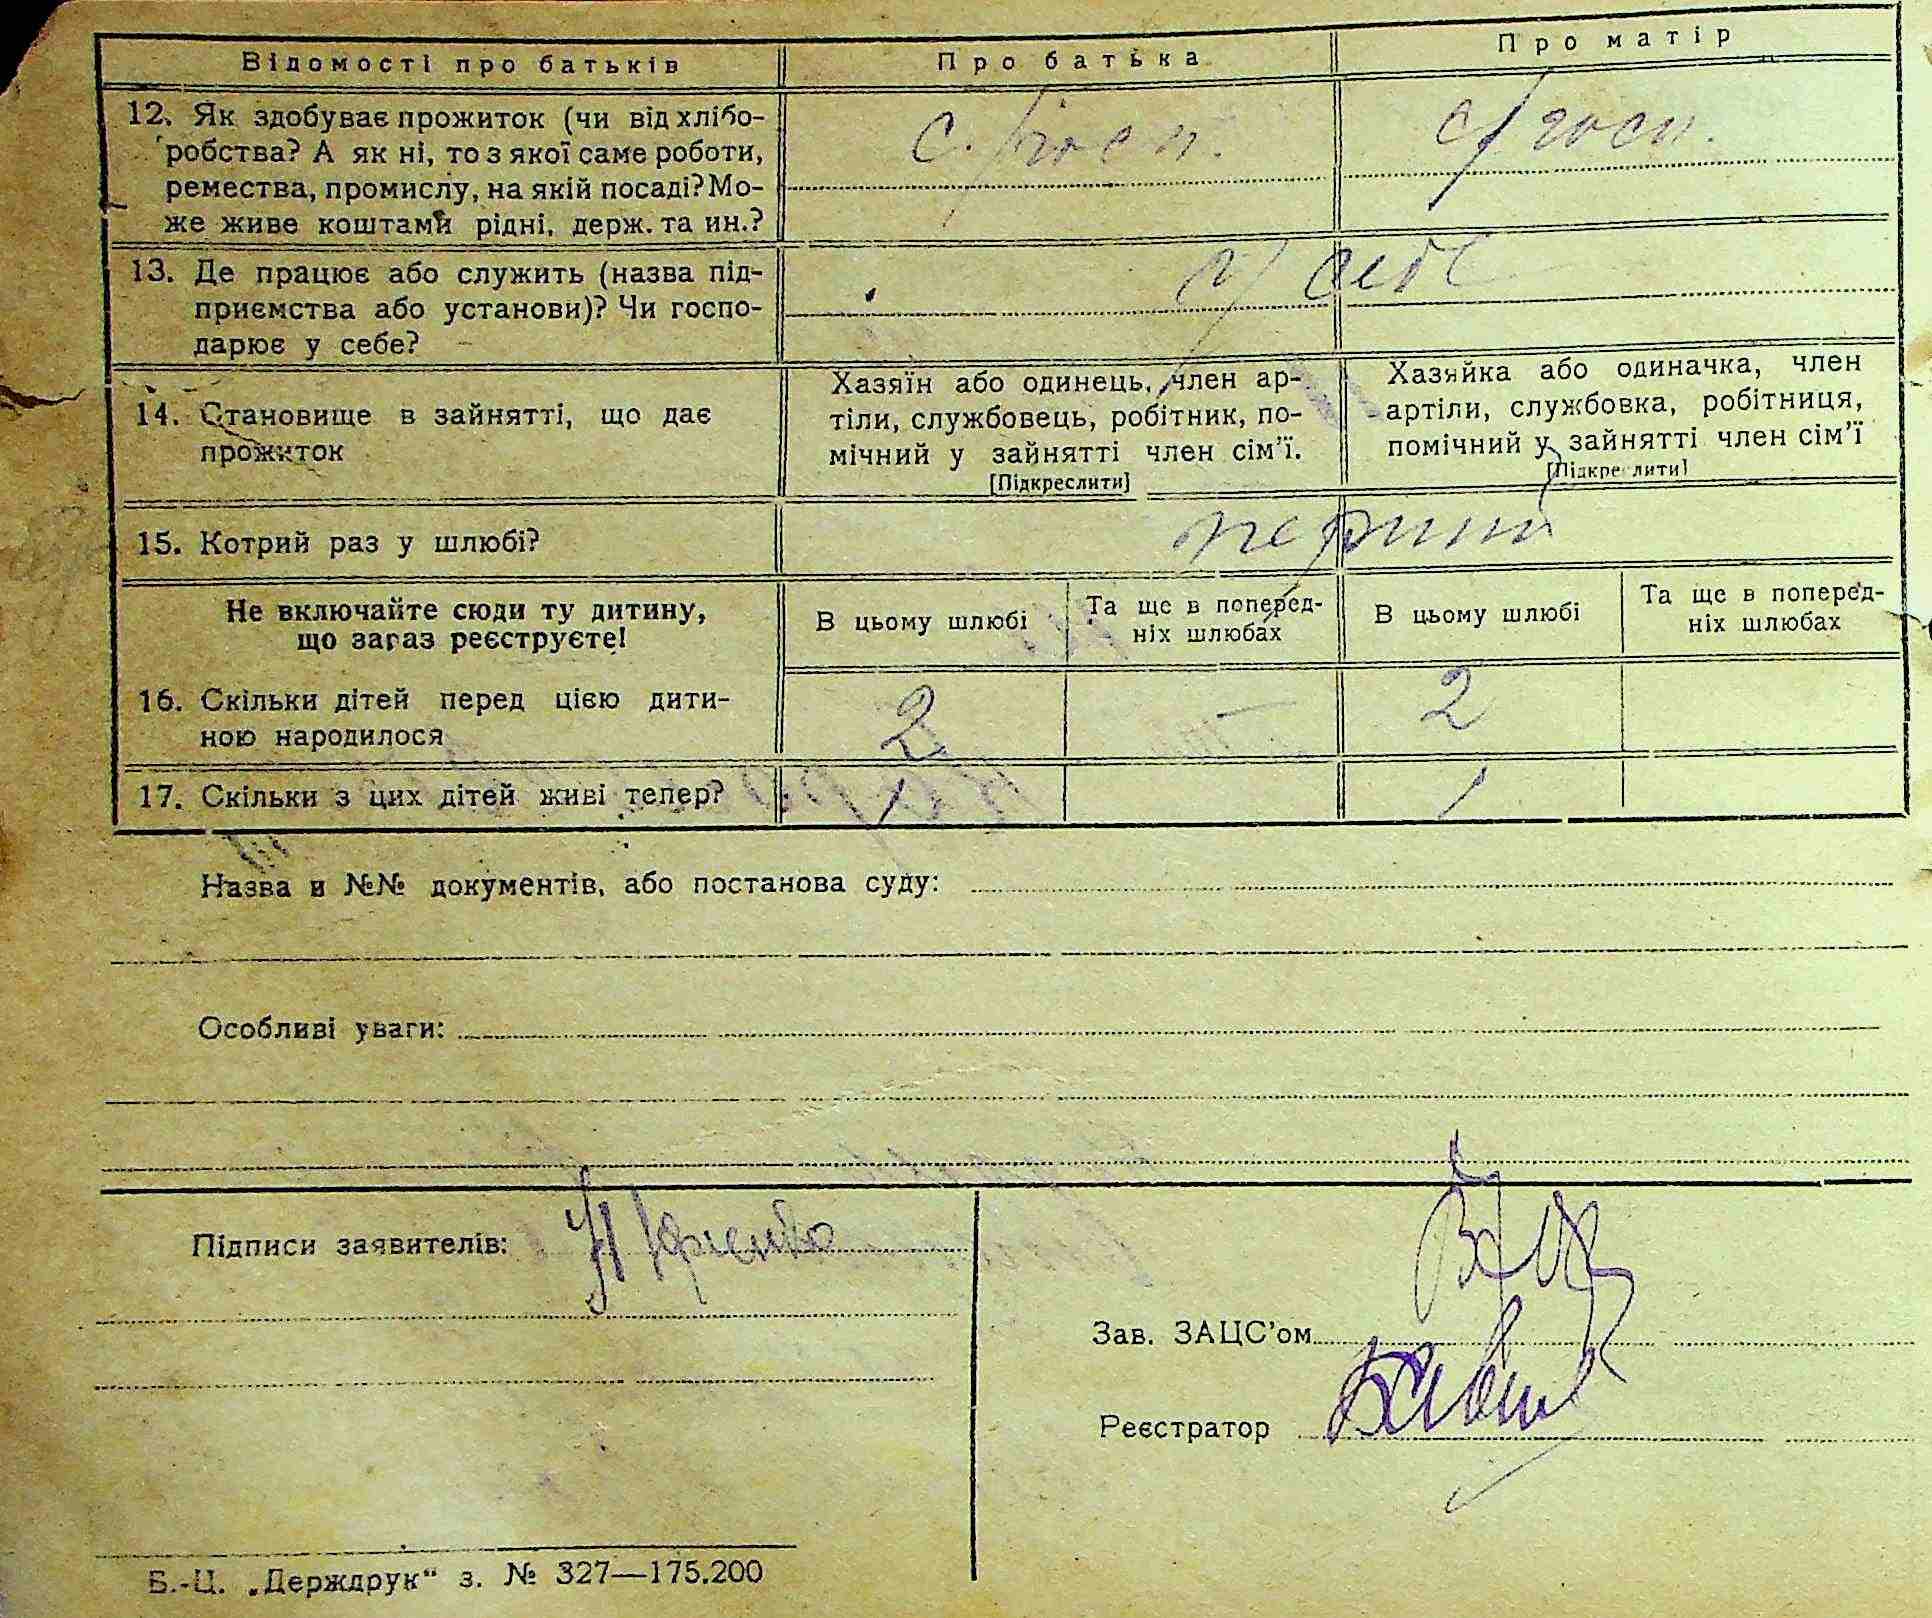 Відомості про батьків
Про батька
Про матір
12. Як здобуває прожиток (чи від хлібо-
робства? А як ні, то з якої саме роботи,
ремества, промислу, на якій посаді? Мо-
же живе коштами рідні, держ. та ин.?
с. госп.
с/госп.
13. Де працює або служить (назва під-
приємства або установи)? Чи госпо-
дарює у себе?
у себе
14. Становище в зайнятті, що дає
прожиток
Хазяїн або одинець, член ар-
тіли, службовець, робітник, по-
мічний у зайнятті член сім'ї.
[Підкреслити]
Хазяйка або одиначка, член
артіли, службовка, робітниця,
помічний у зайнятті член сім'ї
[Підкреслити]
15. Котрий раз у шлюбі?
перший
Не включайте сюди ту дитину,
що зараз реєструєте!
В цьому шлюбі
Та ще в поперед-
ніх шлюбах
В цьому шлюбі
Та ще в поперед-
ніх шлюбах
16. Скільки дітей перед цією дити-
ною народилося
2
2
17. Скільки з цих дітей живі тепер?
1
1
Назва и №№ документів, або постанова суду:
Особливі уваги:
Підписи заявителів:
Зав. ЗАЦС'ом
Реєстратор
Б.-Ц. „Держдрук“ з. № 327—175.200